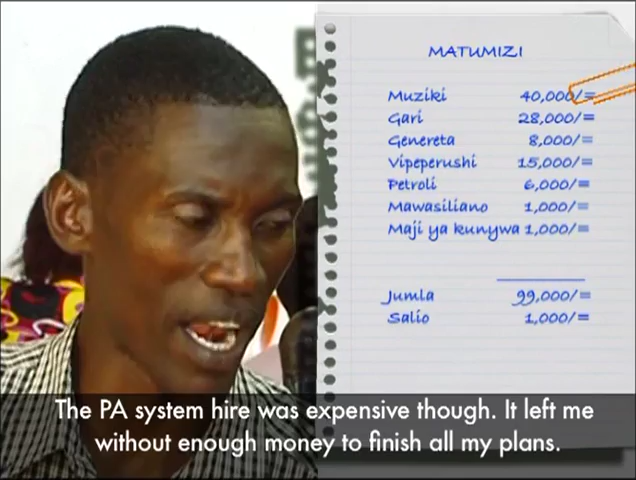 MATUMIZI
Muziki 40,000/=
Gari 28,000/=
Genereta 8,000/=
Vipeperushi 15,000/=
Petroli 6,000/=
Mawasiliano 1,000/=
Maji ya kunywa 1,000/=
Jumla 99,000/=
Salio 1,000/=
The PA system hire was expensive though. It left me
without enough money to finish all my plans.